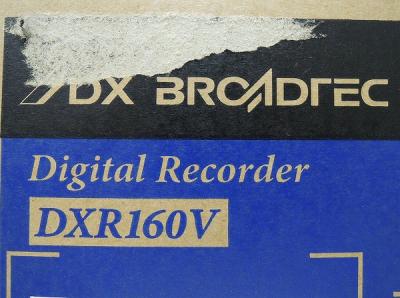 DX BROADTEC
Digital Recorder
DXR160V